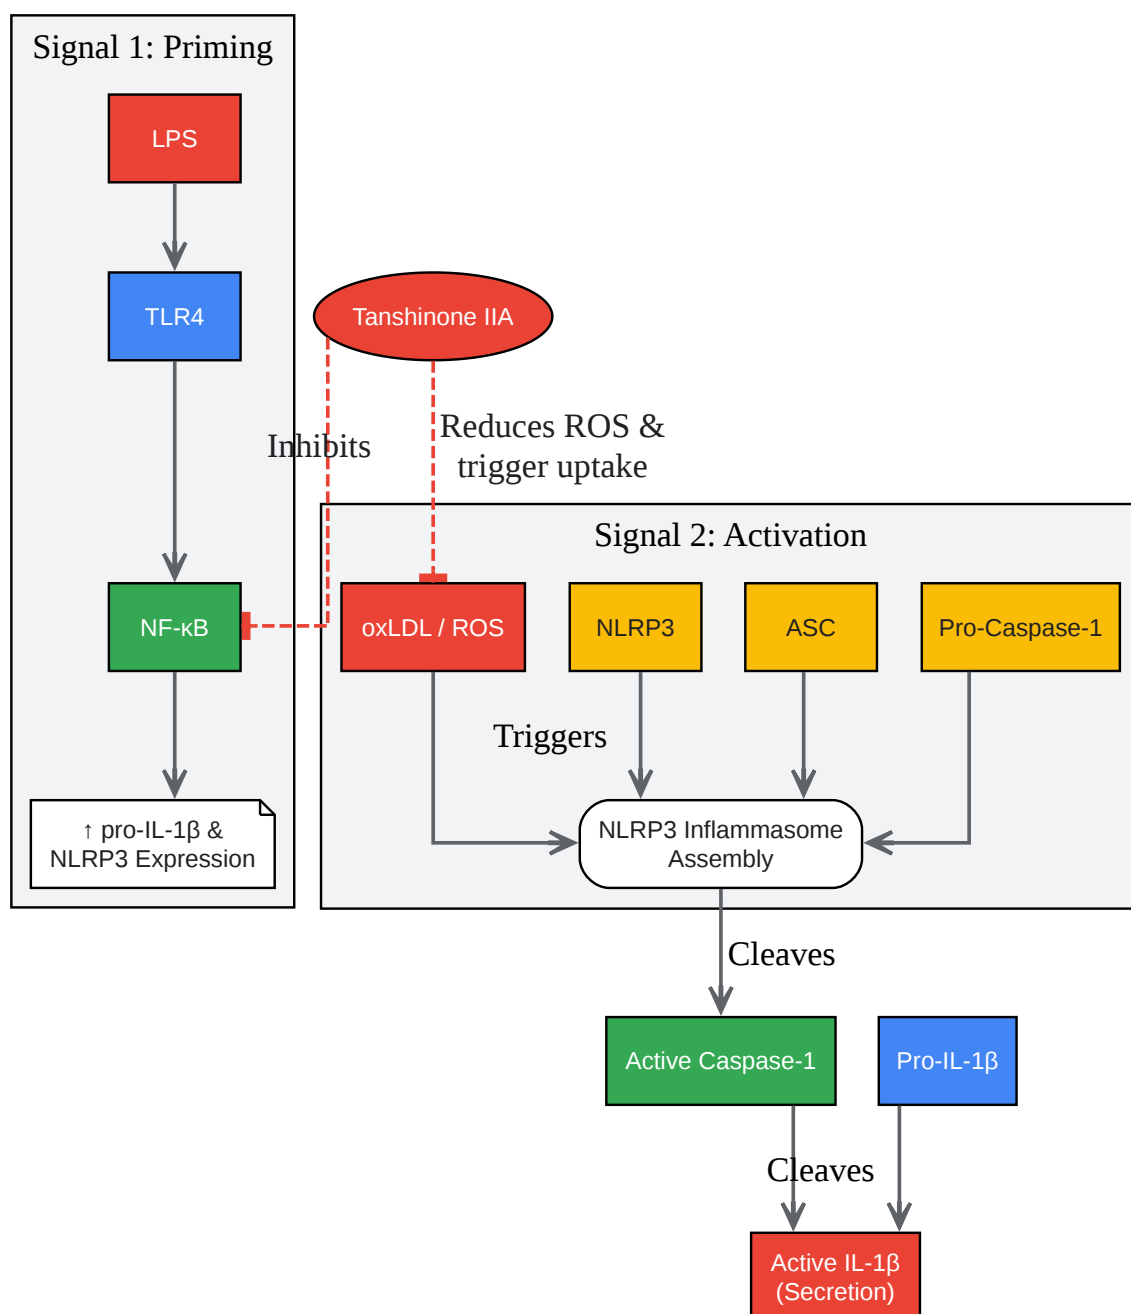 Signal 1: Priming
LPS
TLR4
Tanshinone IIA
Inhibits
Reduces ROS &
trigger uptake
Signal 2: Activation
NF-κB
oxLDL / ROS
NLRP3
ASC
Pro-Caspase-1
Triggers
↑ pro-IL-1β &
NLRP3 Expression
NLRP3 Inflammasome
Assembly
Cleaves
Active Caspase-1
Pro-IL-1β
Cleaves
Active IL-1β
(Secretion)